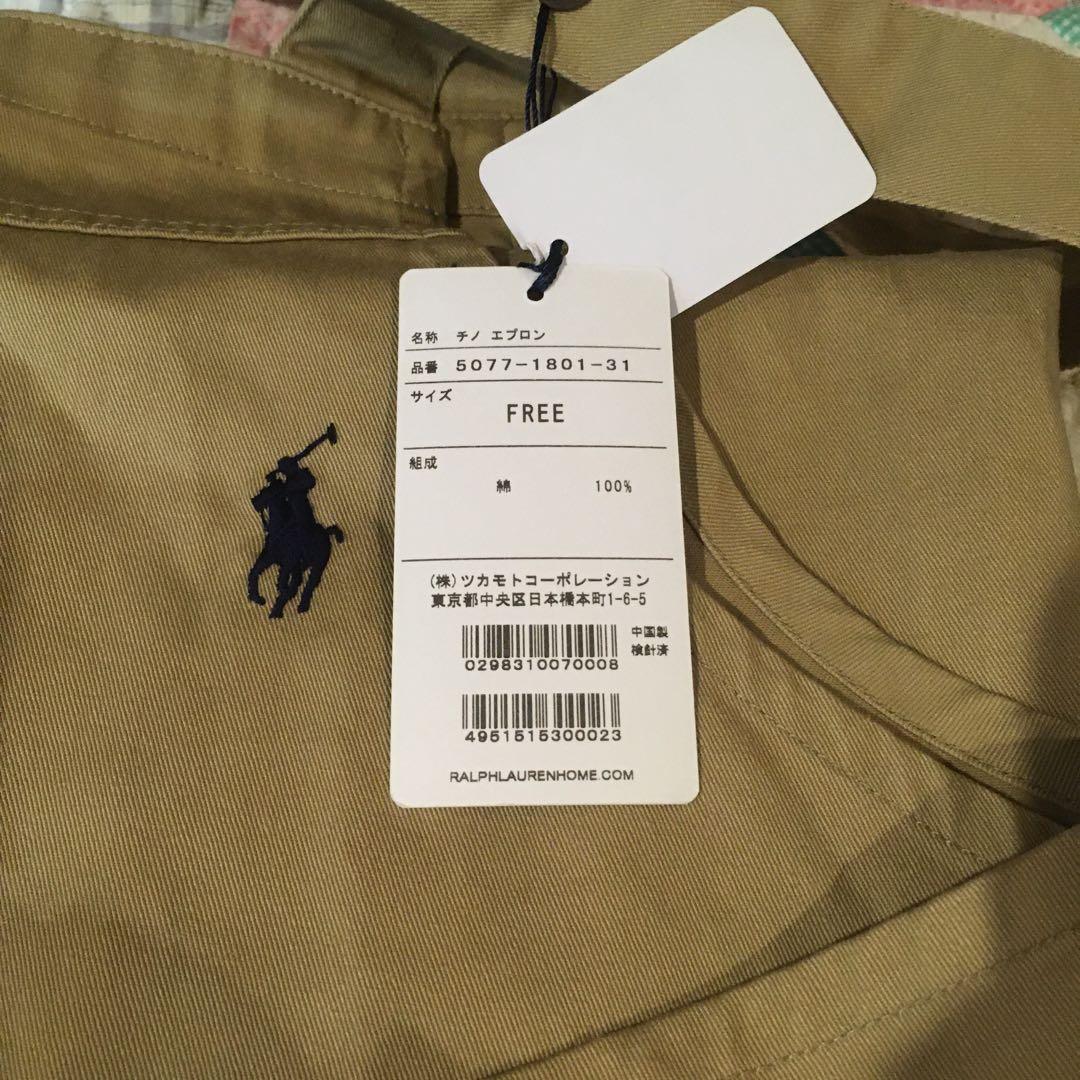 名称 チノ エプロン
品番 5077-1801-31
サイズ
FREE
組成
綿 100%
(株)ツカモトコーポレーション
東京都中央区日本橋本町1-6-5
中国製
検針済
0298310070008
4951515300023
RALPHLAURENHOME.COM